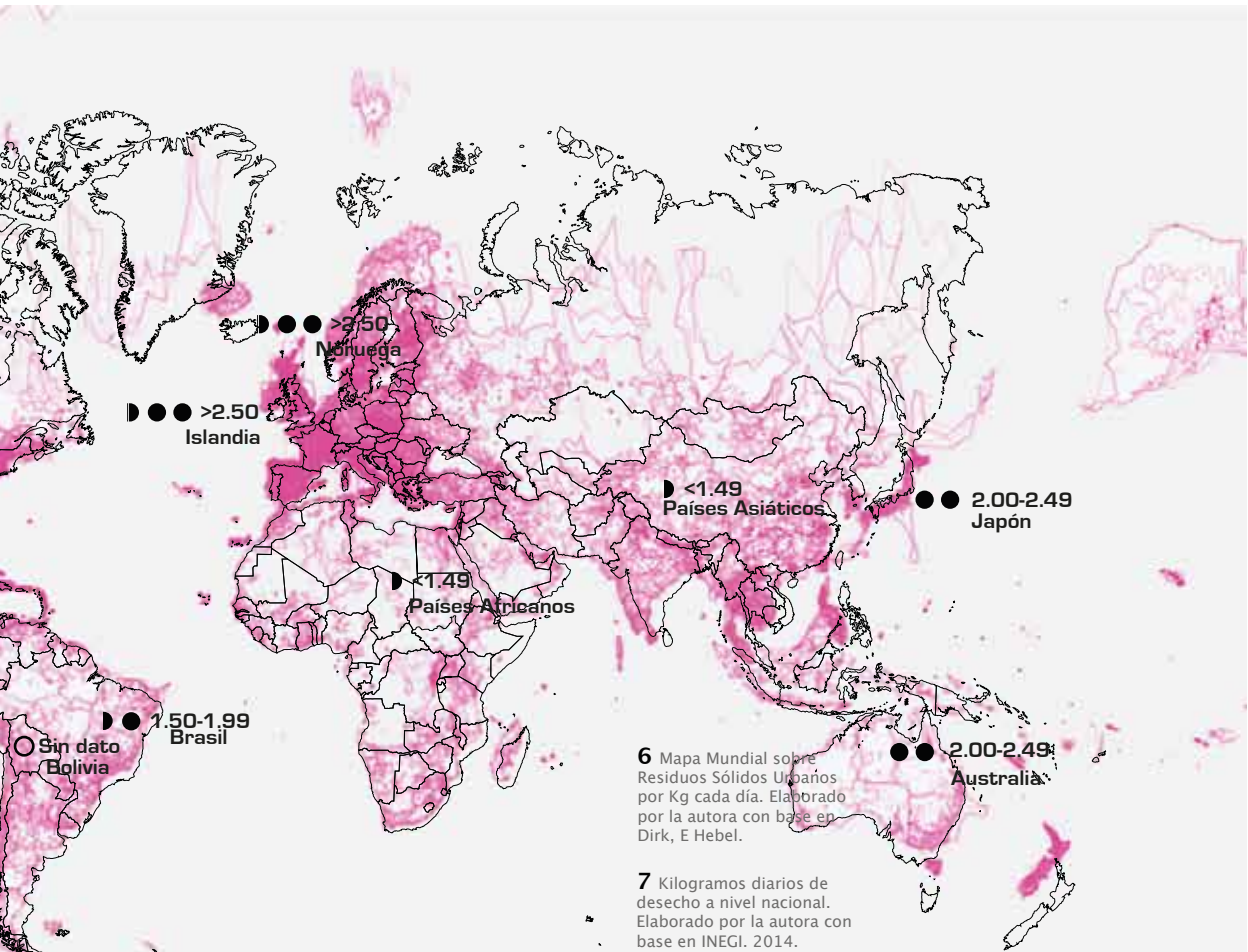 >2.50
Noruega
>2.50
Islandia
<1.49
Países Asiáticos
2.00-2.49
Japón
<1.49
Países Africanos
1.50-1.99
Brasil
Sin dato
Bolivia
2.00-2.49
Australia
6 Mapa Mundial sobre
Residuos Sólidos Urbanos
por Kg cada día. Elaborado
por la autora con base en
Dirk, E Hebel.
7 Kilogramos diarios de
desecho a nivel nacional.
Elaborado por la autora con
base en INEGI. 2014.